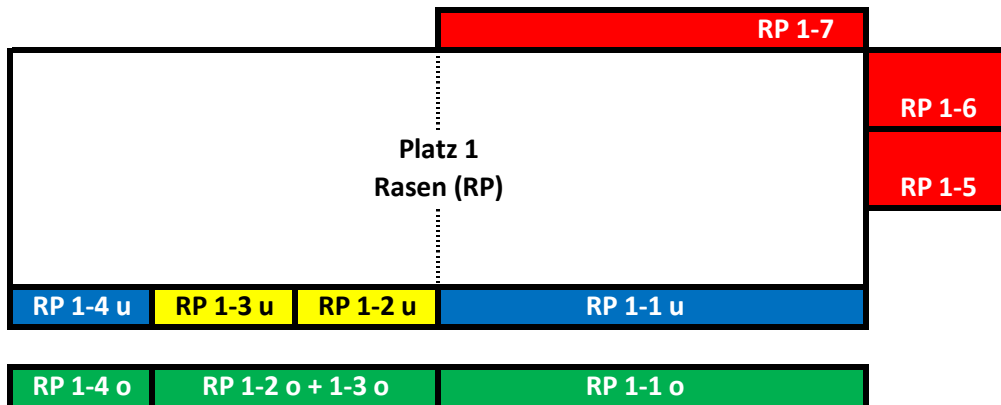 RP 1-7
RP 1-6
Platz 1
Rasen (RP)
RP 1-5
RP 1-4 u RP 1-3 u RP 1-2 u RP 1-1 u
RP 1-4 o RP 1-2 o + 1-3 o RP 1-1 o